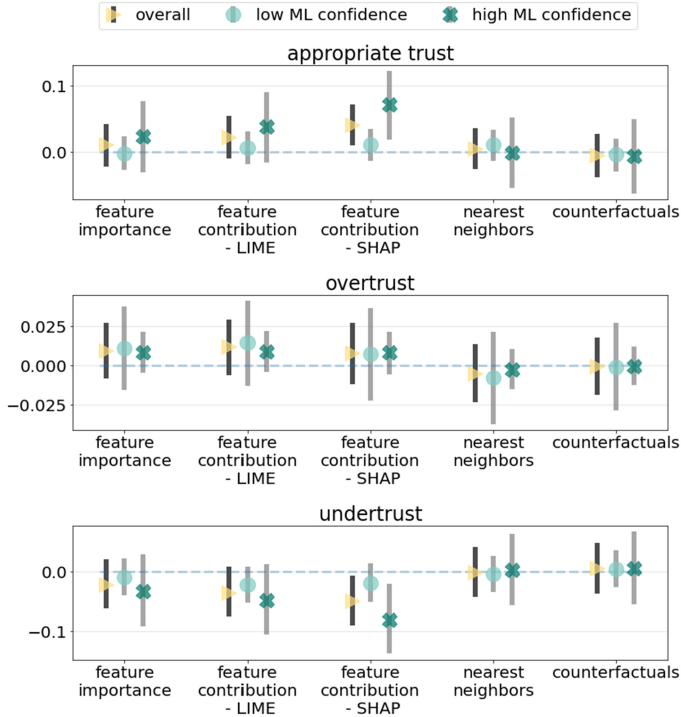 overall low ML confidence high ML confidence
appropriate trust
0.1
0.0
feature importance
feature contribution - LIME
feature contribution - SHAP
nearest neighbors
counterfactuals
overtrust
0.025
0.000
−0.025
feature importance
feature contribution - LIME
feature contribution - SHAP
nearest neighbors
counterfactuals
undertrust
0.0
−0.1
feature importance
feature contribution - LIME
feature contribution - SHAP
nearest neighbors
counterfactuals